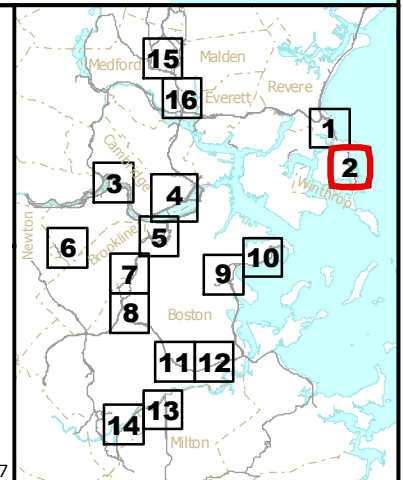 15
Malden
Medford
16
Everett
Revere
1
2
Cambridge
Winthrop
3
4
Newton
6
Brookline
5
7
9
10
8
Boston
11
12
14
13
Milton
7